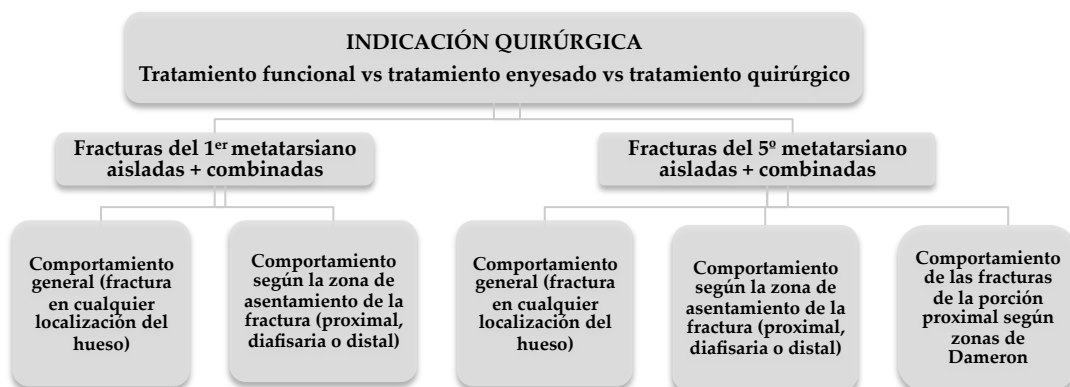 INDICACIÓN QUIRÚRGICA
Tratamiento funcional vs tratamiento enyesado vs tratamiento quirúrgico
Fracturas del 1er metatarsiano
aisladas + combinadas
Fracturas del 5º metatarsiano
aisladas + combinadas
Comportamiento
general (fractura
en cualquier
localización del
hueso)
Comportamiento
según la zona de
asentamiento de la
fractura (proximal,
diafisaria o distal)
Comportamiento
general (fractura
en cualquier
localización del
hueso)
Comportamiento
según la zona de
asentamiento de la
fractura (proximal,
diafisaria o distal)
Comportamiento
de las fracturas
de la porción
proximal según
zonas de
Dameron